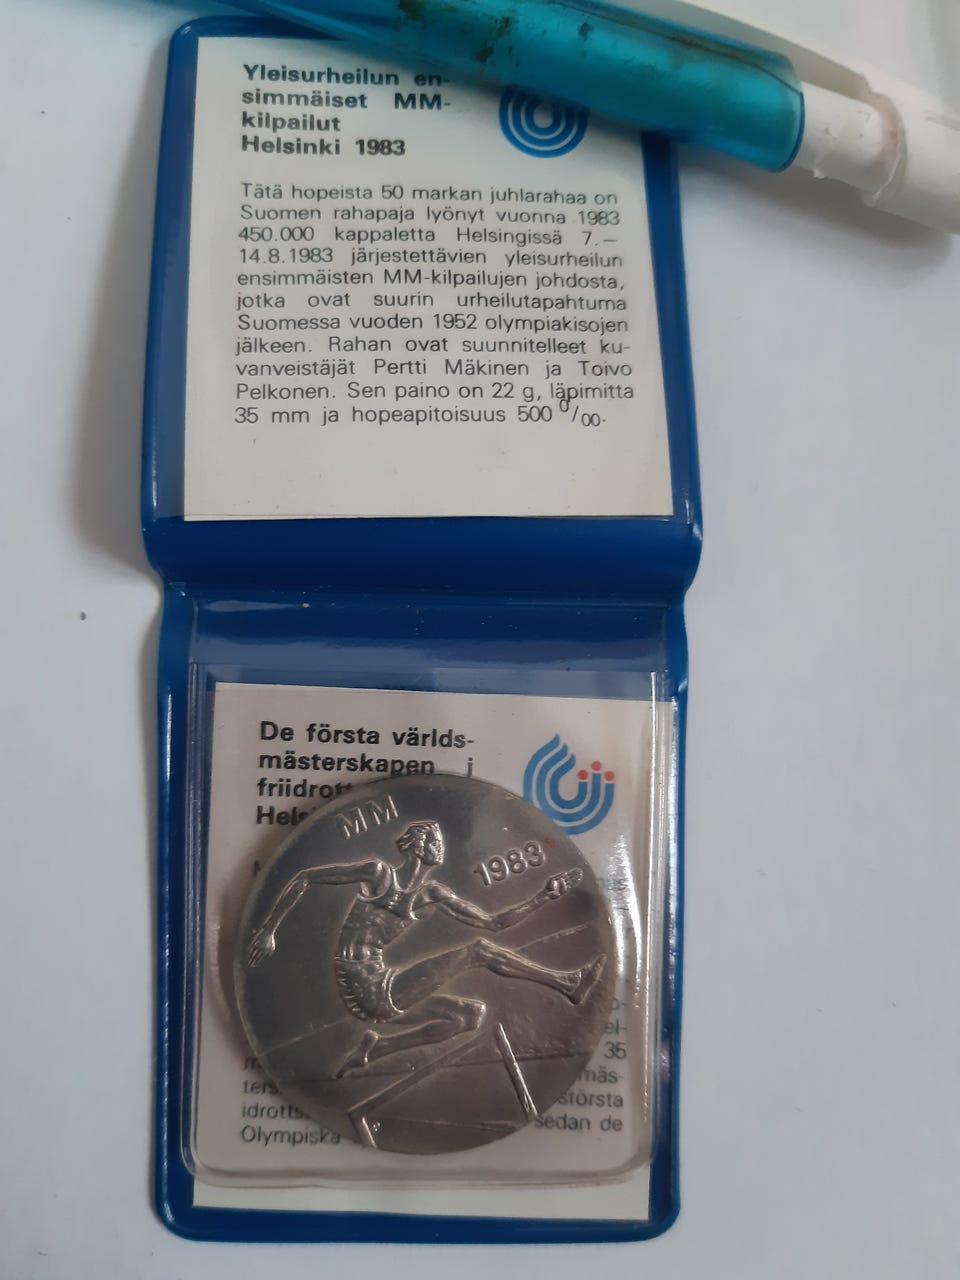 Yleisurheilun en-
simmäiset MM-
kilpailut
Helsinki 1983
Tätä hopeista 50 markan juhlarahaa on
Suomen rahapaja lyönyt vuonna 1983
450.000 kappaletta Helsingissä 7.—
14.8.1983 järjestettävien yleisurheilun
ensimmäisten MM-kilpailujen johdosta,
jotka ovat suurin urheilutapahtuma
Suomessa vuoden 1952 olympiakisojen
jälkeen. Rahan ovat suunnitelleet ku-
vanveistäjät Pertti Mäkinen ja Toivo
Pelkonen. Sen paino on 22 g, läpimitta
35 mm ja hopeapitoisuus 500 0/00.
De första världs-
mästerskapen i
friidrott
MM
1983
35
mäs-
ters
största
idrotts
sedan de
Olympiska